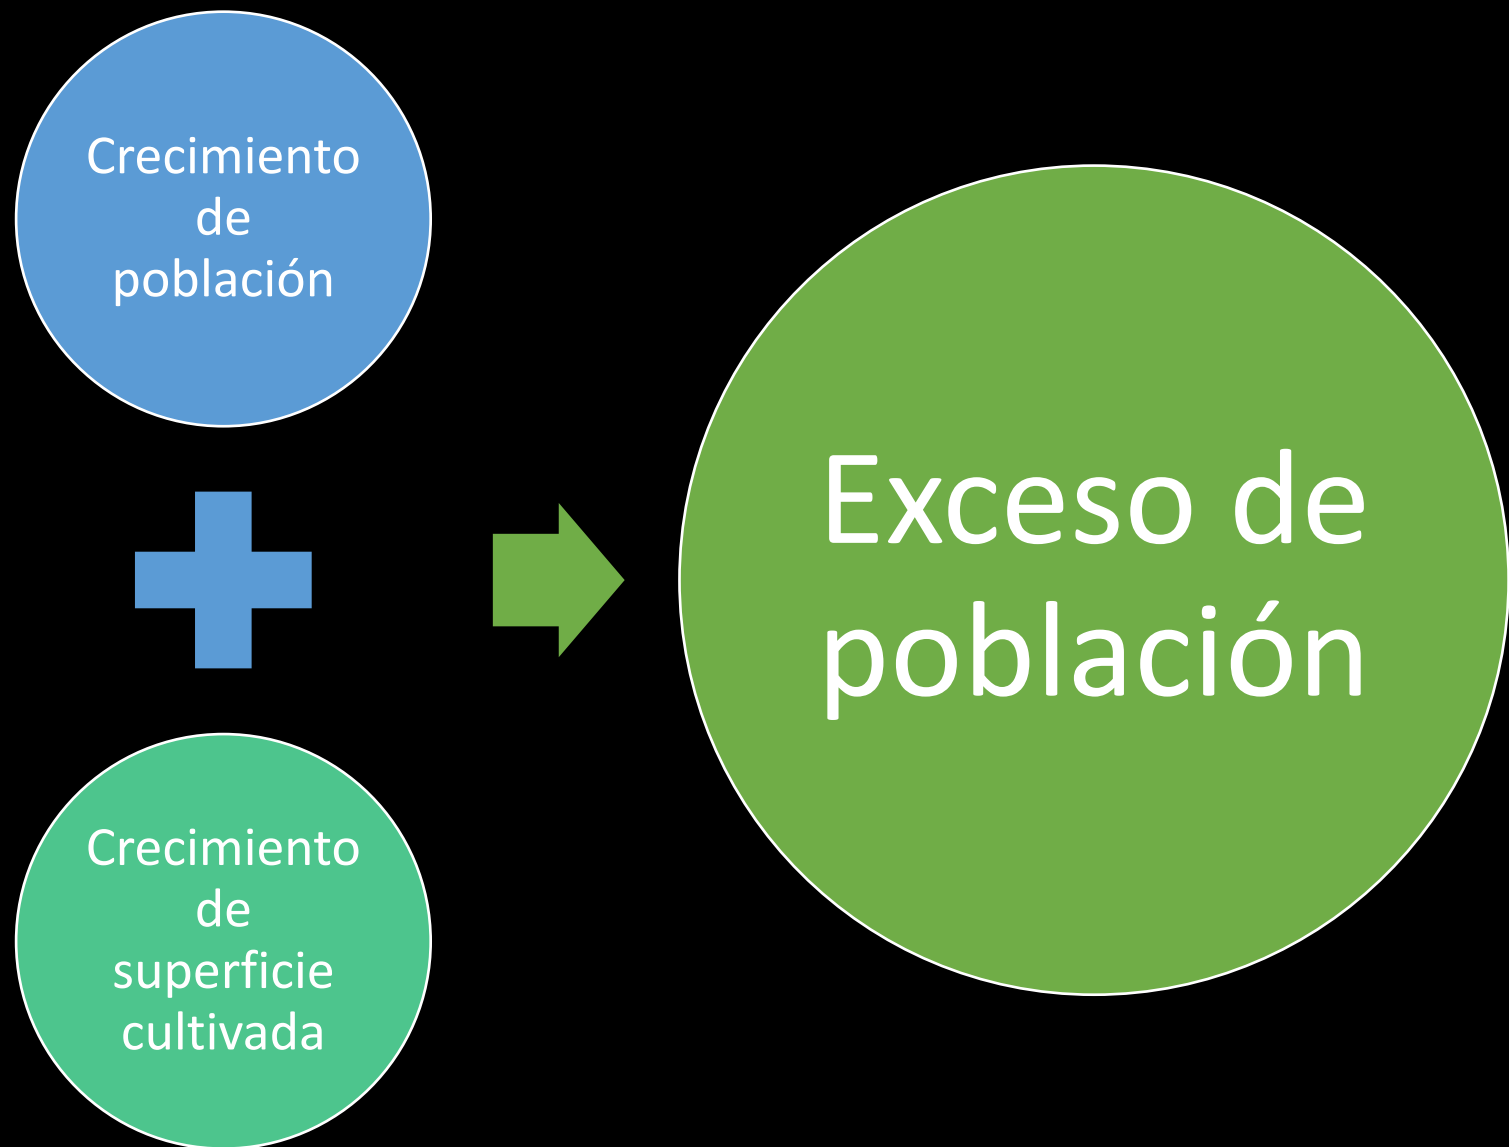 Crecimiento
de
población
Exceso de
población
Crecimiento
de
superficie
cultivada